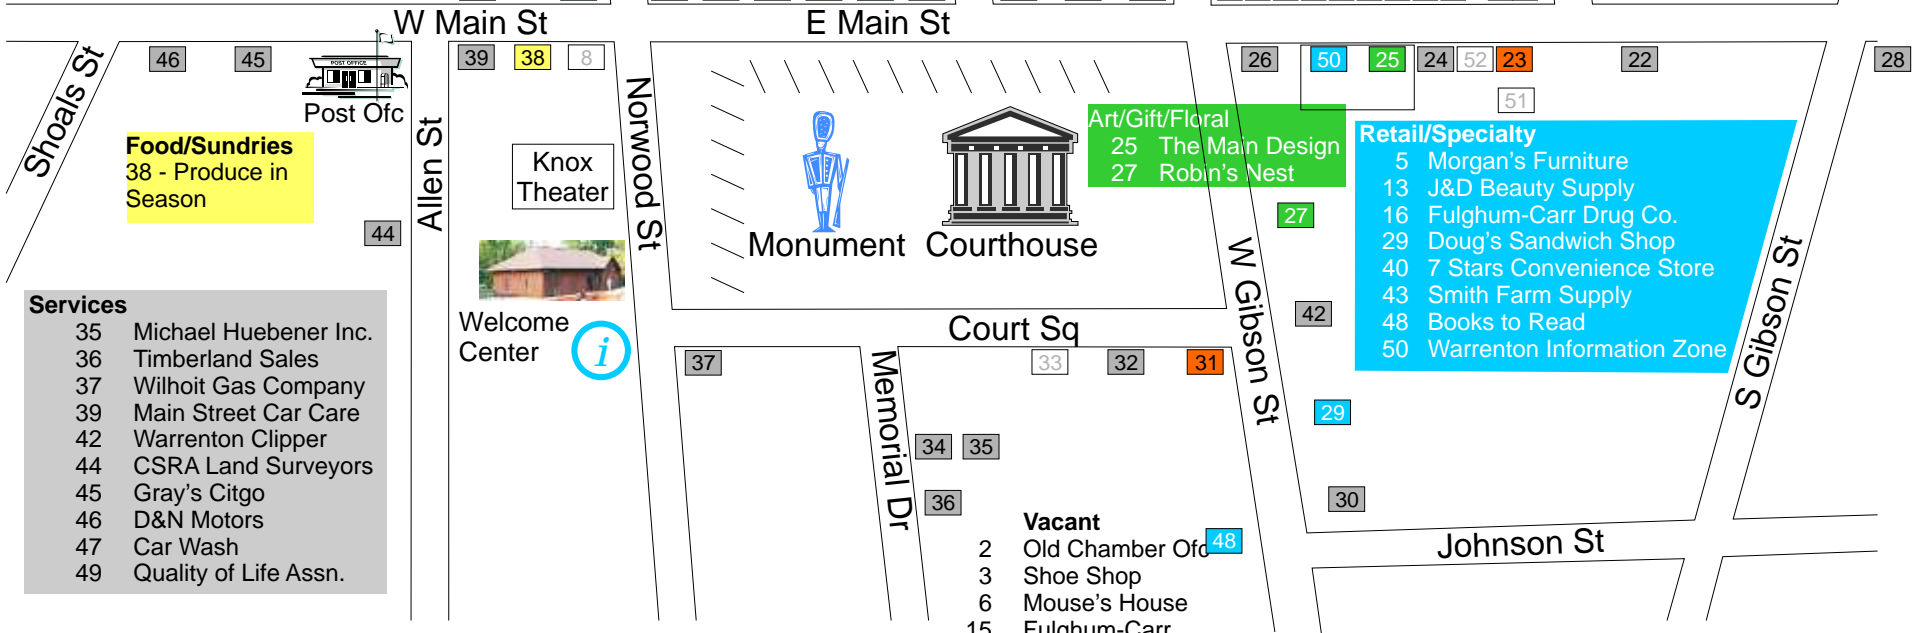 W Main St
E Main St
Shoals St
46
45
POST OFFICE
Post Ofc
Allen St
39
38
8
Norwood St
26
50
25
24
52
23
22
28
51
Food/Sundries
38 - Produce in
Season
44
Knox
Theater
Welcome
Center
i
Monument
Courthouse
Art/Gift/Floral
25 The Main Design
27 Robin's Nest
27
W Gibson St
42
29
30
Retail/Specialty
5 Morgan's Furniture
13 J&D Beauty Supply
16 Fulghum-Carr Drug Co.
29 Doug's Sandwich Shop
40 7 Stars Convenience Store
43 Smith Farm Supply
48 Books to Read
50 Warrenton Information Zone
S Gibson St
Services
35 Michael Huebener Inc.
36 Timberland Sales
37 Wilhoit Gas Company
39 Main Street Car Care
42 Warrenton Clipper
44 CSRA Land Surveyors
45 Gray's Citgo
46 D&N Motors
47 Car Wash
49 Quality of Life Assn.
Court Sq
37
Memorial Dr
33
32
31
34
35
36
48
Vacant
2 Old Chamber Ofc
3 Shoe Shop
6 Mouse's House
15 Fulghum-Carr
Johnson St